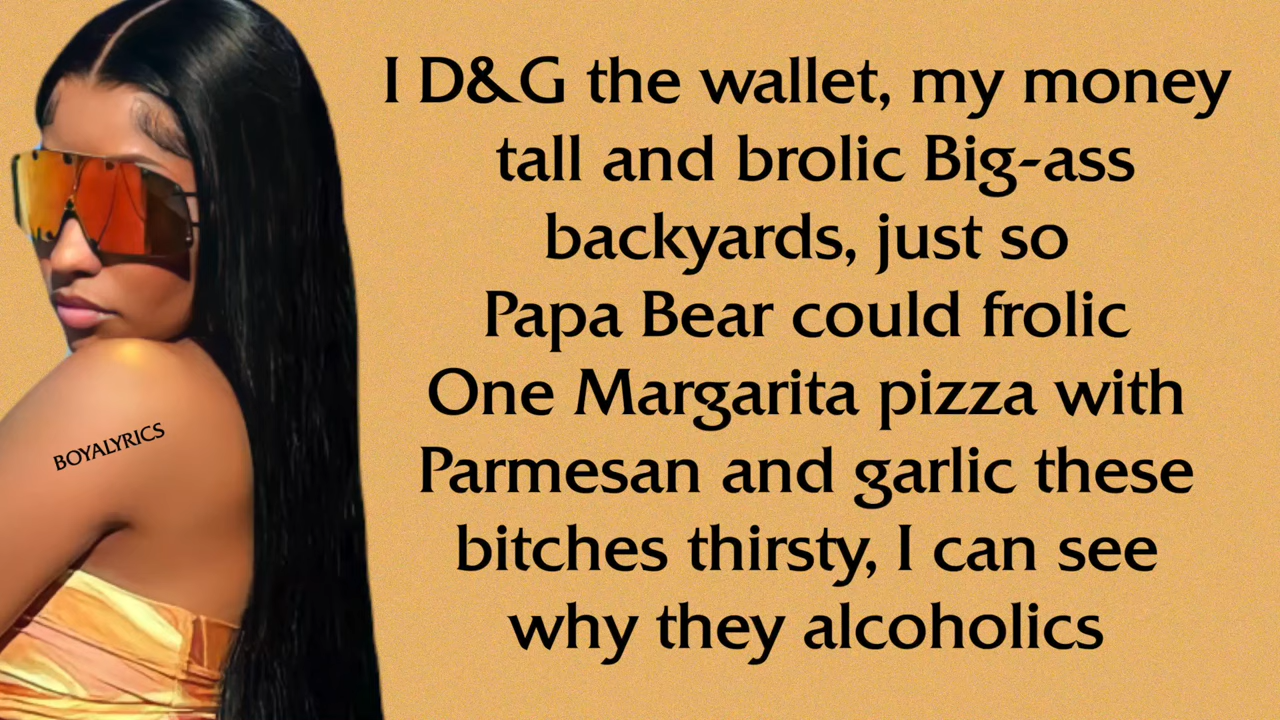 I D&G the wallet, my money
tall and brolic Big-ass
backyards, just so
Papa Bear could frolic
One Margarita pizza with
Parmesan and garlic these
bitches thirsty, I can see
why they alcoholics
BOYALYRICS